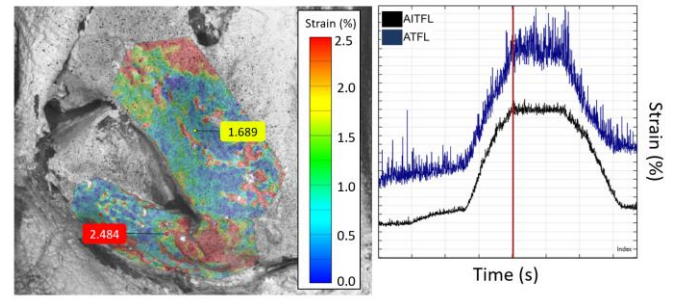 Strain (%)
2.5
2.0
1.5
1.0
0.5
0.0
1.689
2.484
AITFL
ATFL
Strain (%)
Index
Time (s)